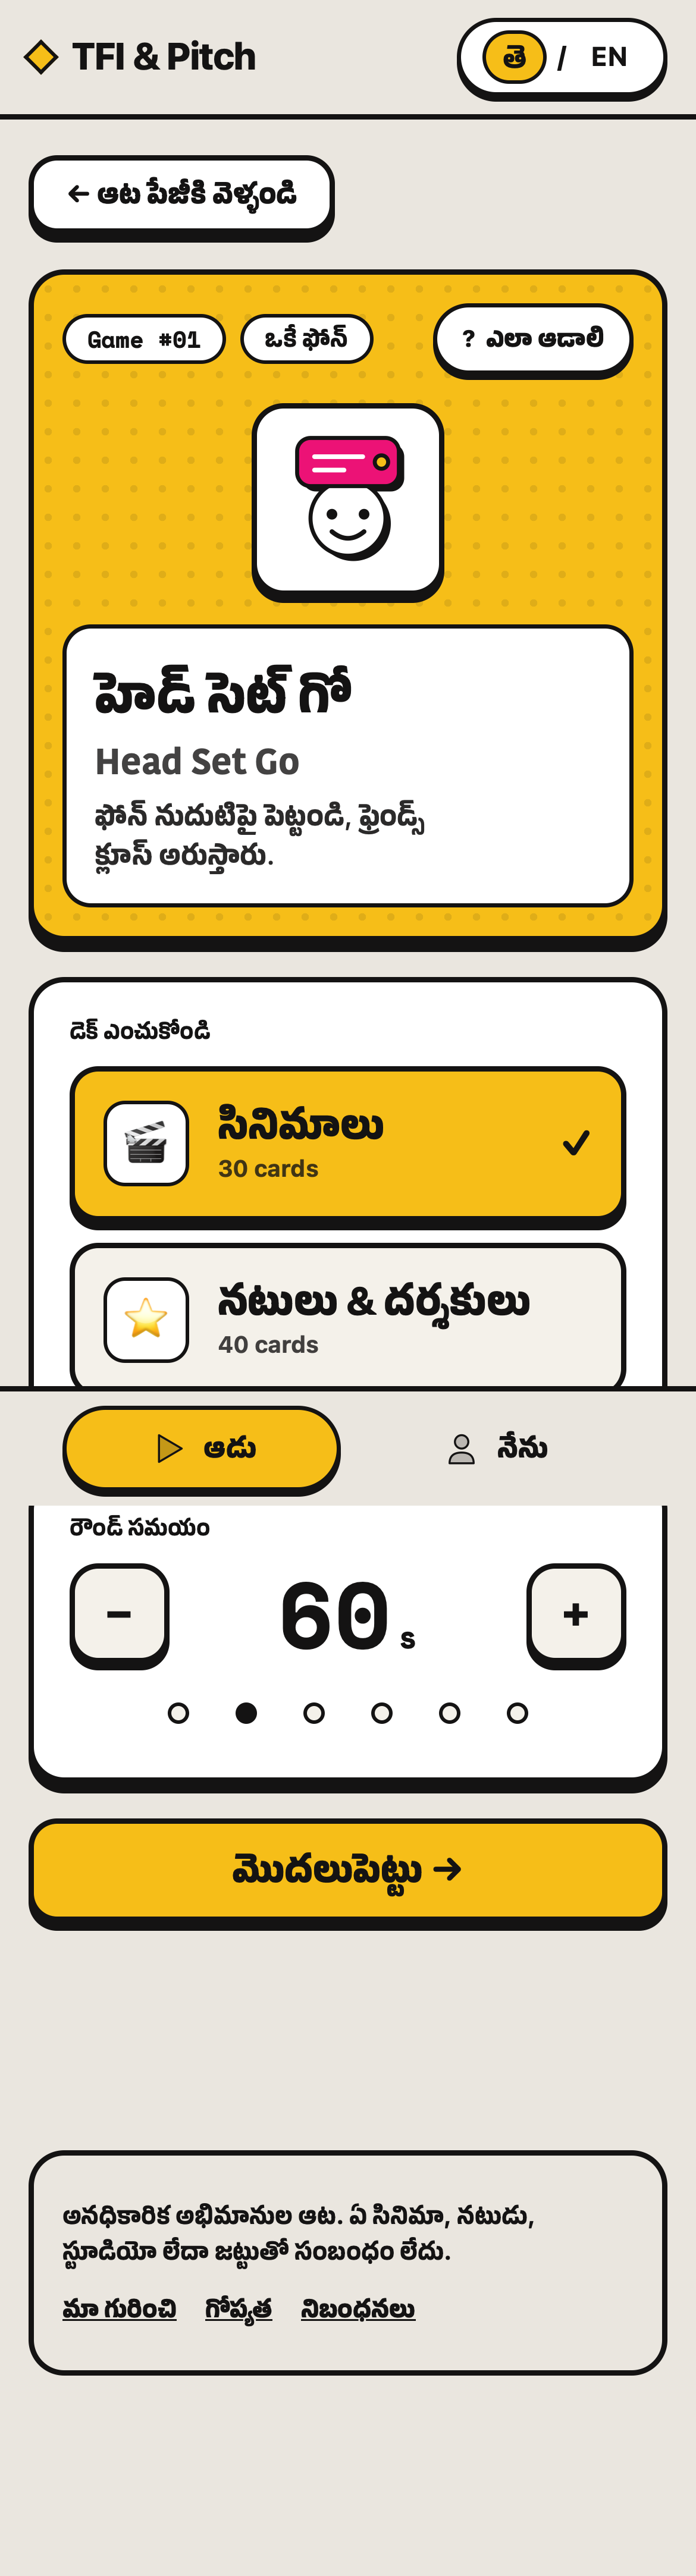 TFI & Pitch
తె / EN
← ఆట పేజీకి వెళ్ళండి
Game #01
ఒకే ఫోన్
? ఎలా ఆడాలి
హెడ్ సెట్ గో
Head Set Go
ఫోన్ నుదుటిపై పెట్టండి, ఫ్రెండ్స్
క్లూస్ అరుస్తారు.
డెక్ ఎంచుకోండి
సినిమాలు
30 cards
నటులు & దర్శకులు
40 cards
ఆడు
నేను
రౌండ్ సమయం
− 60 s +
మొదలుపెట్టు →
అనధికారిక అభిమానుల ఆట. ఏ సినిమా, నటుడు,
స్టూడియో లేదా జట్టుతో సంబంధం లేదు.
మా గురించి గోప్యత నిబంధనలు